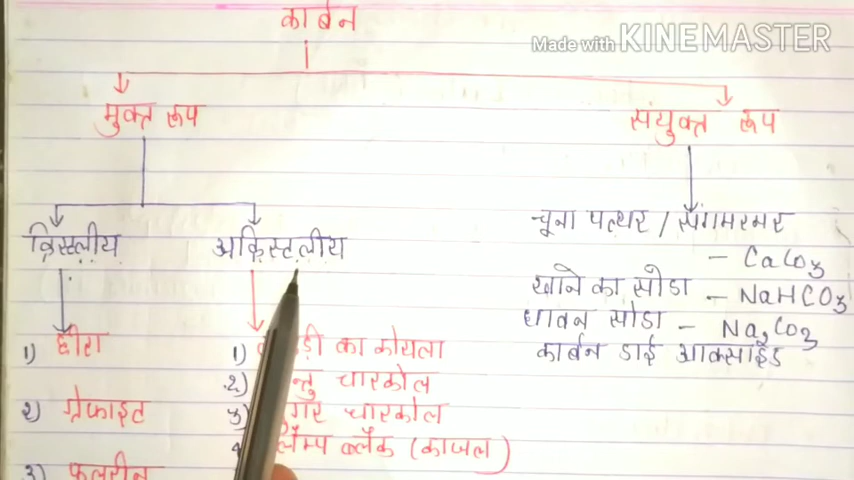 कार्बन
Made with KINEMASTER
मुक्त रूप
संयुक्त रूप
क्रिस्टलीय
अक्रिस्टलीय
चूना पत्थर / संगमरमर
- CaCO3
खाने का सोडा - NaHCO3
धावन सोडा - Na2CO3
कार्बन डाई आक्साइड
1) हीरा
2) ग्रेफाइट
3) फुलरीन
1) का कोयला
2) चारकोल
3) चारकोल
लैम्प ब्लैक (काजल)